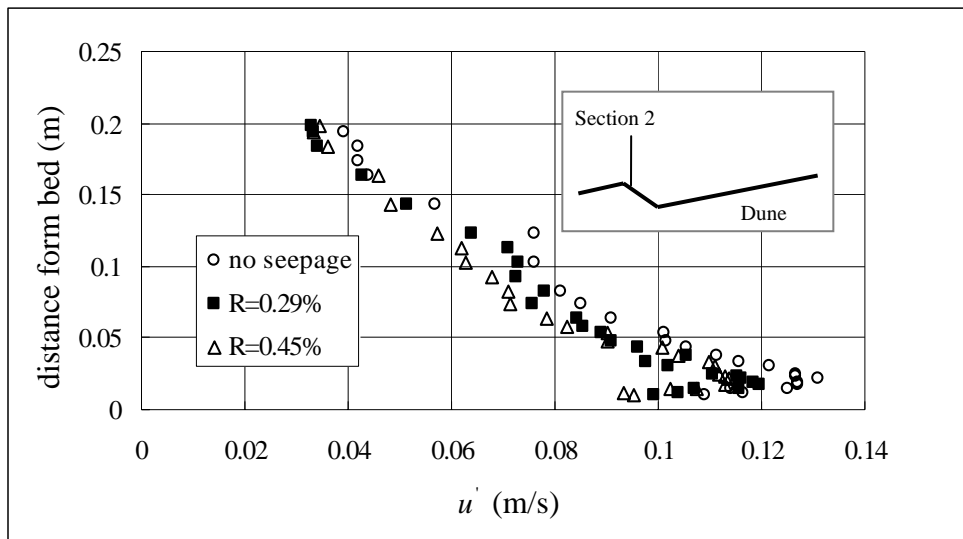 0.25
0.2
0.15
0.1
0.05
0
distance form bed (m)
Section 2
Dune
no seepage
R=0.29%
R=0.45%
0 0.02 0.04 0.06 0.08 0.1 0.12 0.14
u' (m/s)